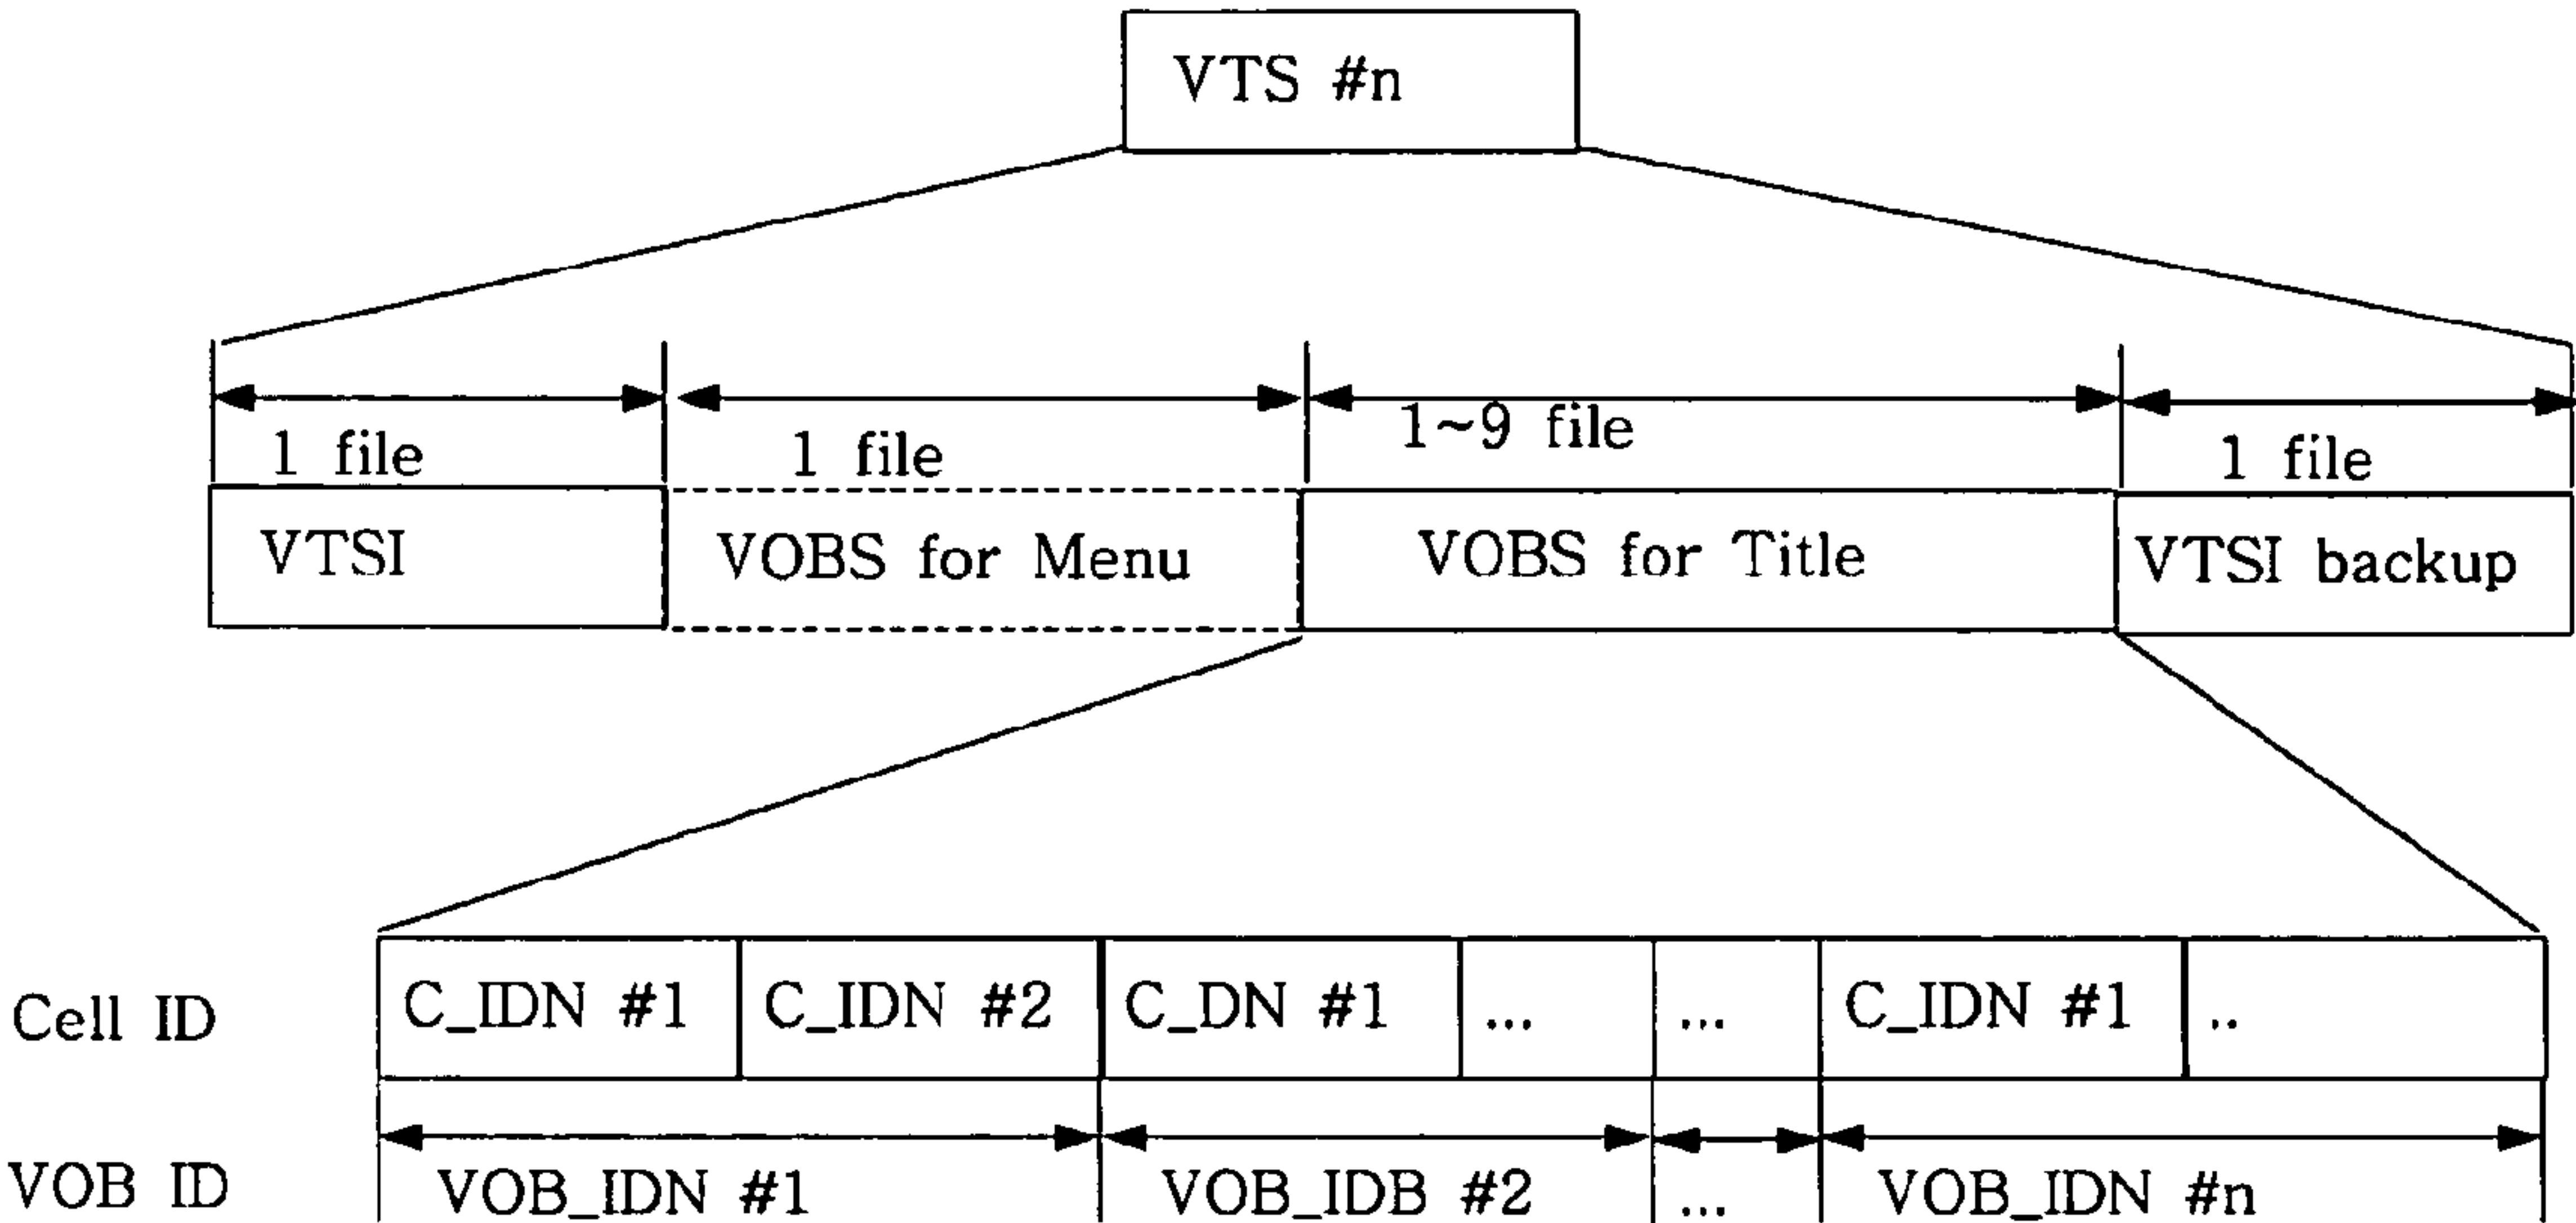 VTS #n
1 file
1 file
1~9 file
1 file
VTSI
VOBS for Menu
VOBS for Title
VTSI backup
Cell ID
C_IDN #1
C_IDN #2
C_DN #1
...
...
C_IDN #1
..
VOB ID
VOB_IDN #1
VOB_IDB #2
...
VOB_IDN #n